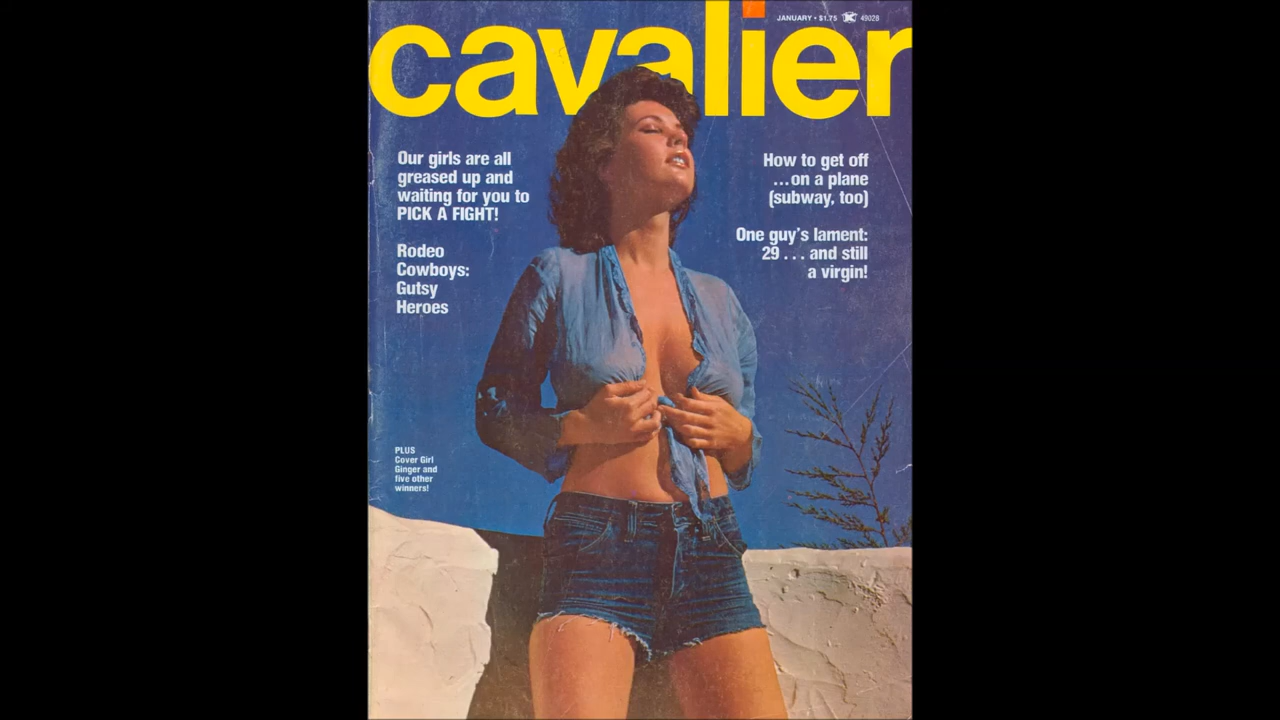 JANUARY • $1.75 K 49028
cavalier
Our girls are all
greased up and
waiting for you to
PICK A FIGHT!
Rodeo
Cowboys:
Gutsy
Heroes
How to get off
...on a plane
(subway, too)
One guy's lament:
29 . . . and still
a virgin!
PLUS
Cover Girl
Ginger and
five other
winners!